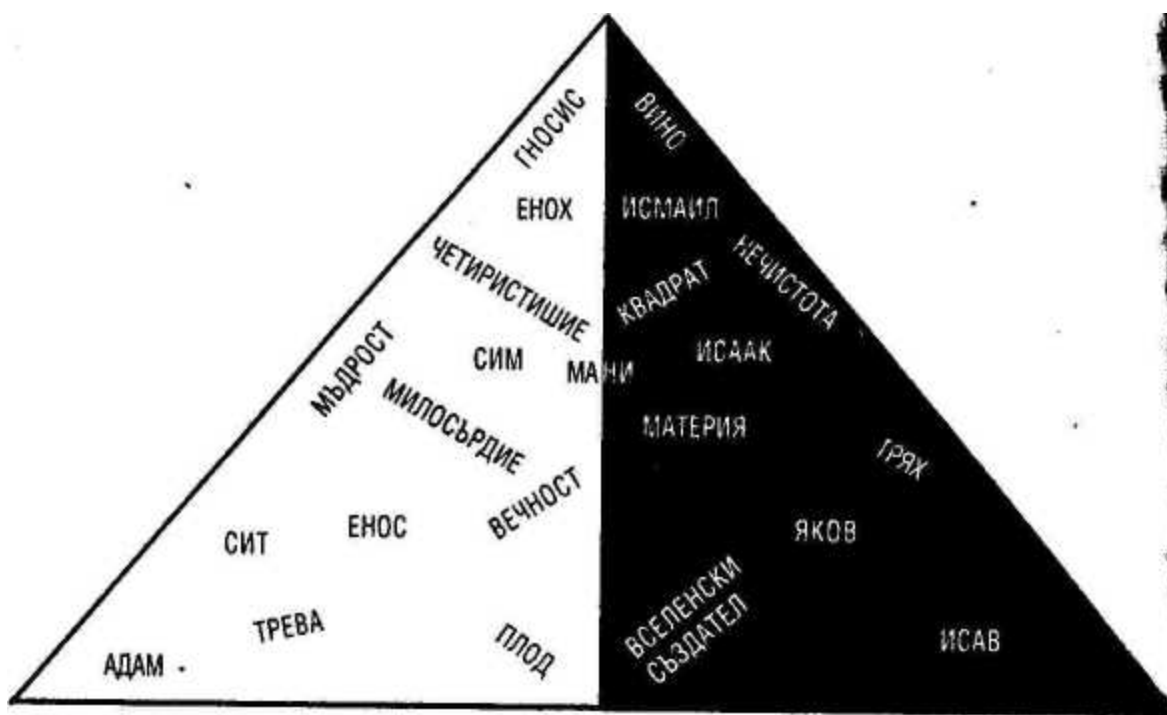 ГНОСИС
ВИНО
ЕНОХ
ИСМАИЛ
ЧЕТИРИСТИШИЕ
КВАДРАТ
НЕЧИСТОТА
МЪДРОСТ
СИМ
МАНИ
ИСААК
МИЛОСЪРДИЕ
МАТЕРИЯ
ГРЯХ
ВЕЧНОСТ
СИТ
ЕНОС
ЯКОВ
ТРЕВА
ПЛОД
ВСЕЛЕНСКИ
СЪЗДАТЕЛ
ИСАВ
АДАМ